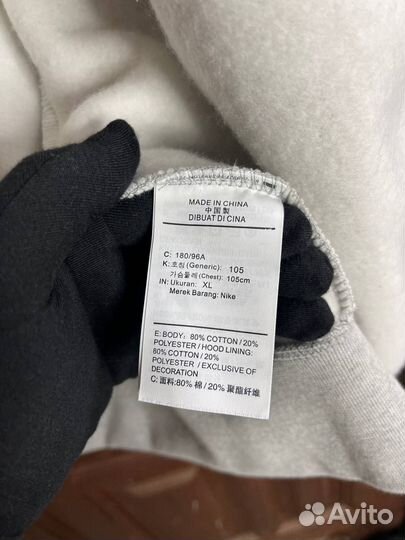 MADE IN CHINA
中国製
DIBUAT DI CINA
C: 180/96A
K: 호칭 (Generic): 105
가슴둘레 (Chest): 105cm
IN: Ukuran: XL
Merek Barang: Nike
E: BODY: 80% COTTON / 20%
POLYESTER / HOOD LINING:
80% COTTON / 20%
POLYESTER / EXCLUSIVE OF
DECORATION
C: 面料:80% 棉 / 20% 聚酯纤维
Avito